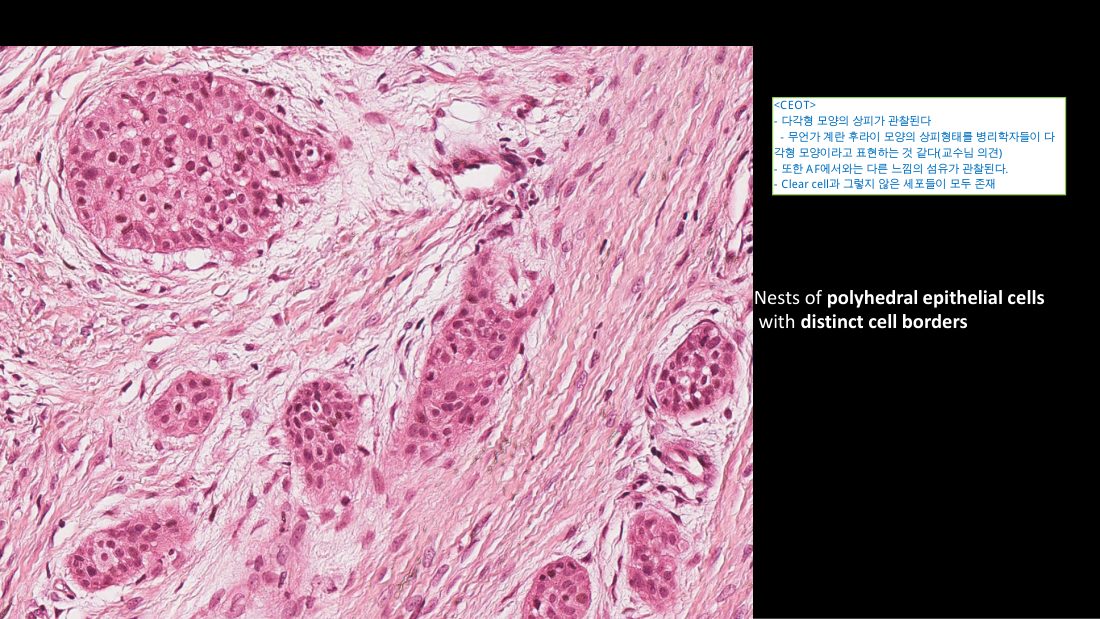 <CEOT>
- 다각형 모양의 상피가 관찰된다
- 무언가 계란 후라이 모양의 상피형태를 병리학자들이 다
각형 모양이라고 표현하는 것 같다(교수님 의견)
- 또한 AF에서와는 다른 느낌의 섬유가 관찰된다.
- Clear cell과 그렇지 않은 세포들이 모두 존재
Nests of polyhedral epithelial cells
with distinct cell borders